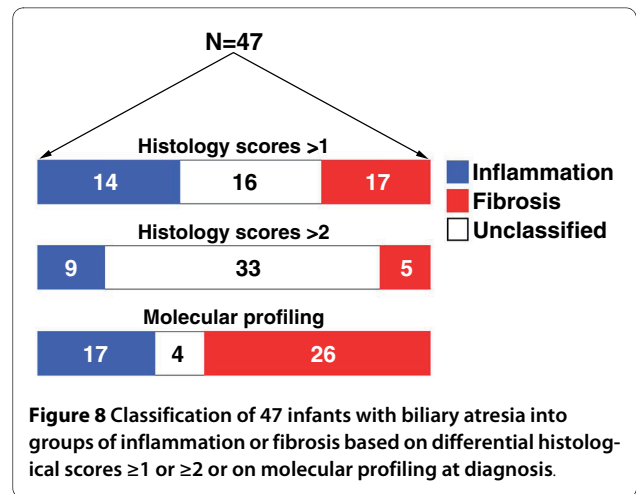 N=47
Histology scores >1
14 16 17
Inflammation
Fibrosis
Unclassified
Histology scores >2
9 33 5
Molecular profiling
17 4 26
Figure 8 Classification of 47 infants with biliary atresia into
groups of inflammation or fibrosis based on differential histolog-
ical scores ≥1 or ≥2 or on molecular profiling at diagnosis.